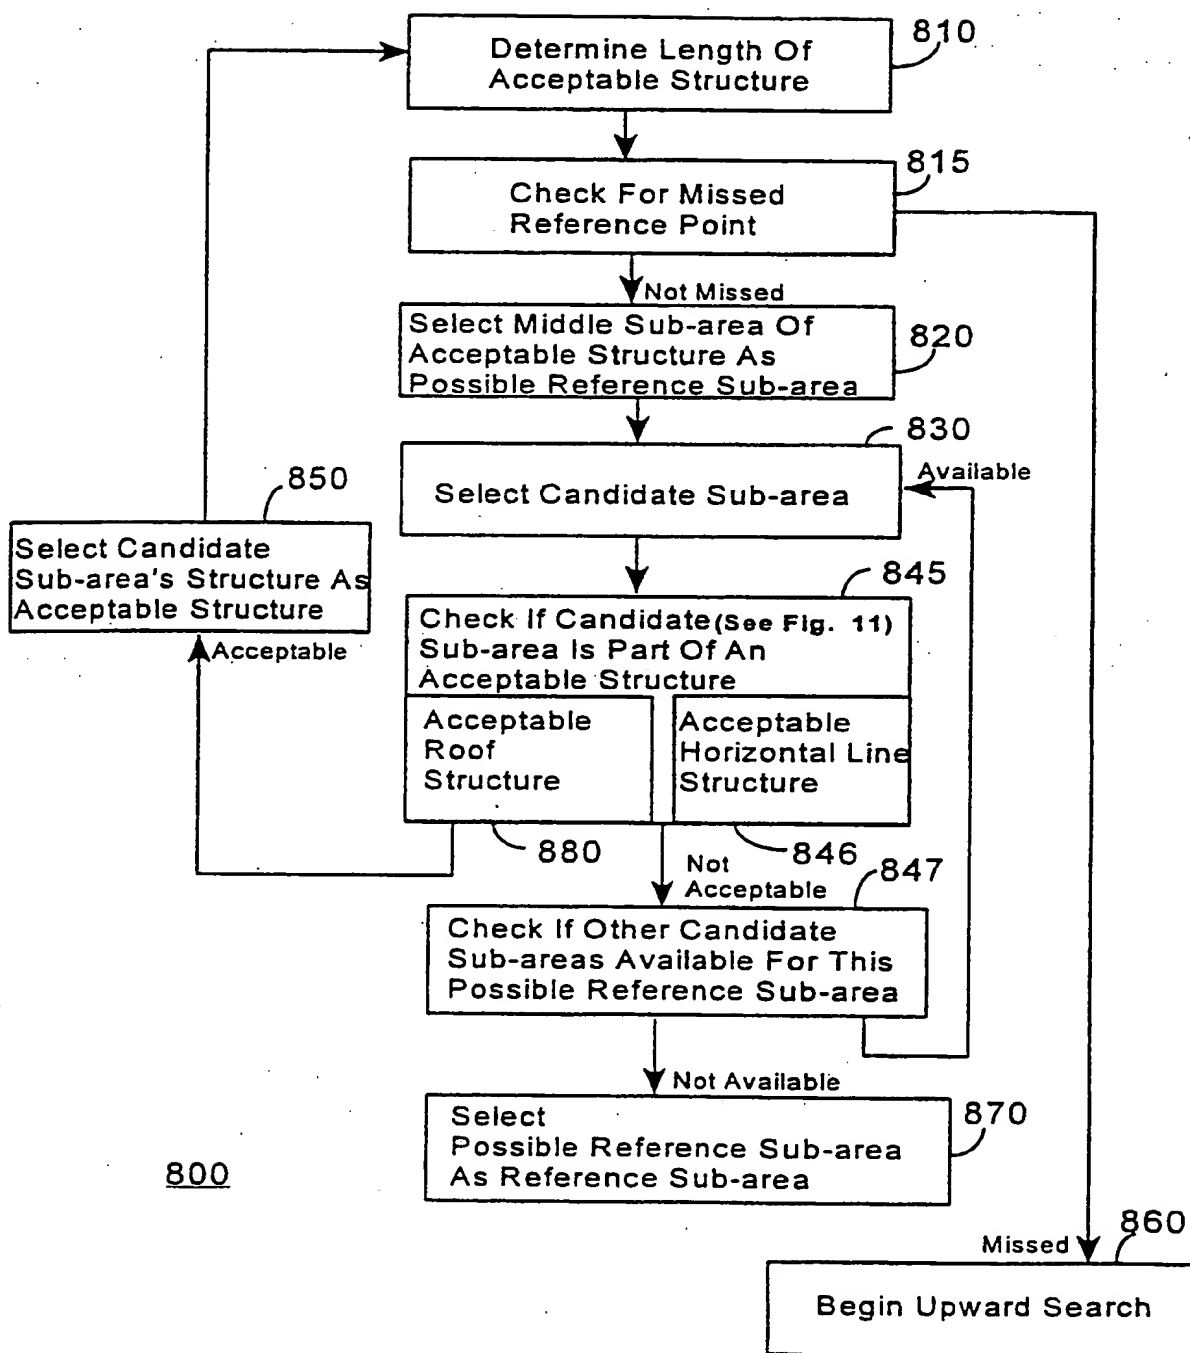 810
Determine Length Of
Acceptable Structure
815
Check For Missed
Reference Point
Not Missed
Select Middle Sub-area Of
Acceptable Structure As
Possible Reference Sub-area
820
830
Available
Select Candidate Sub-area
850
Select Candidate
Sub-area's Structure As
Acceptable Structure
Acceptable
845
Check If Candidate (See Fig. 11)
Sub-area Is Part Of An
Acceptable Structure
Acceptable
Roof
Structure
Acceptable
Horizontal Line
Structure
880
846
Not
Acceptable
847
Check If Other Candidate
Sub-areas Available For This
Possible Reference Sub-area
Not Available
Select
Possible Reference Sub-area
As Reference Sub-area
870
800
Missed
860
Begin Upward Search